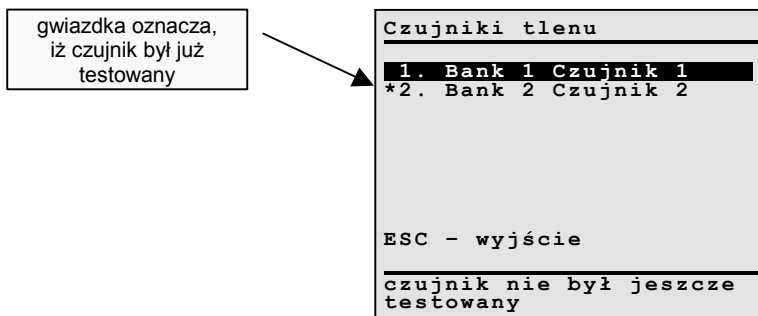 gwiazdka oznacza,
iż czujnik był już
testowany
Czujniki tlenu
1. Bank 1 Czujnik 1
*2. Bank 2 Czujnik 2
ESC – wyjście
czujnik nie był jeszcze
testowany